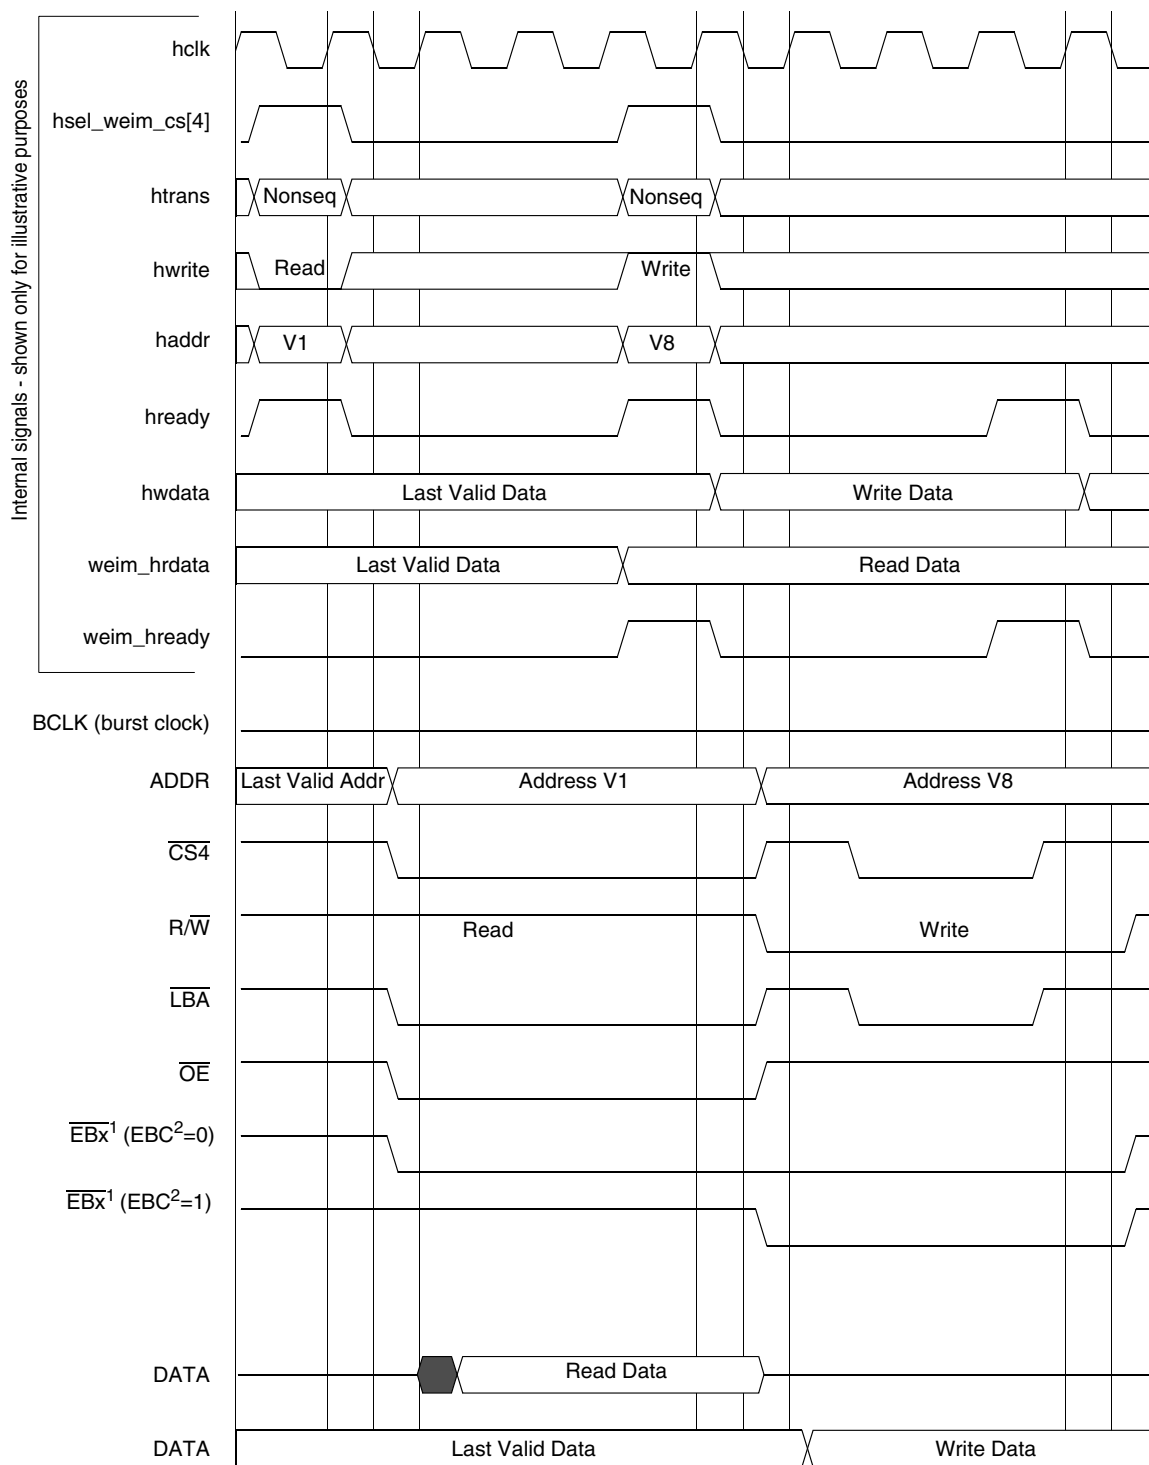 Internal signals - shown only for illustrative purposes
hclk
hsel_weim_cs[4]
htrans Nonseq Nonseq
hwrite Read Write
haddr V1 V8
hready
hwdata Last Valid Data Write Data
weim_hrdata Last Valid Data Read Data
weim_hready
BCLK (burst clock)
ADDR Last Valid Addr Address V1 Address V8
CS4
R/W Read Write
LBA
OE
EBx1 (EBC2=0)
EBx1 (EBC2=1)
DATA Read Data
DATA Last Valid Data Write Data